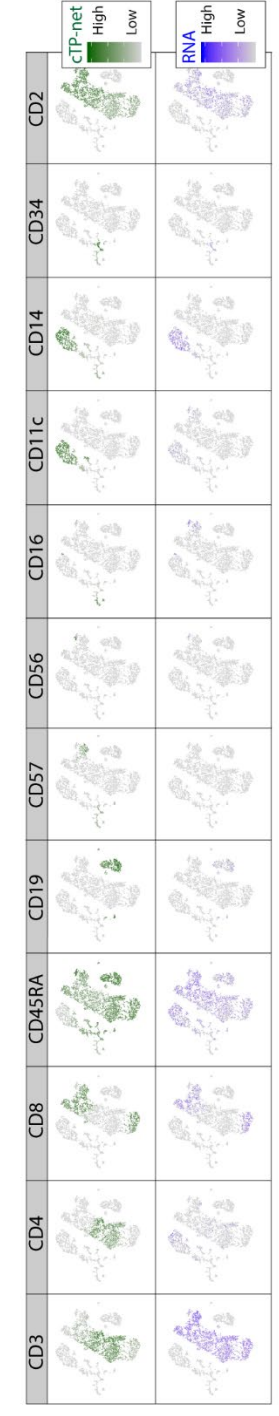 CD3
CD4
CD8
CD45RA
CD19
CD57
CD56
CD16
CD11c
CD14
CD34
CD2
cTP-net
High
Low
RNA
High
Low